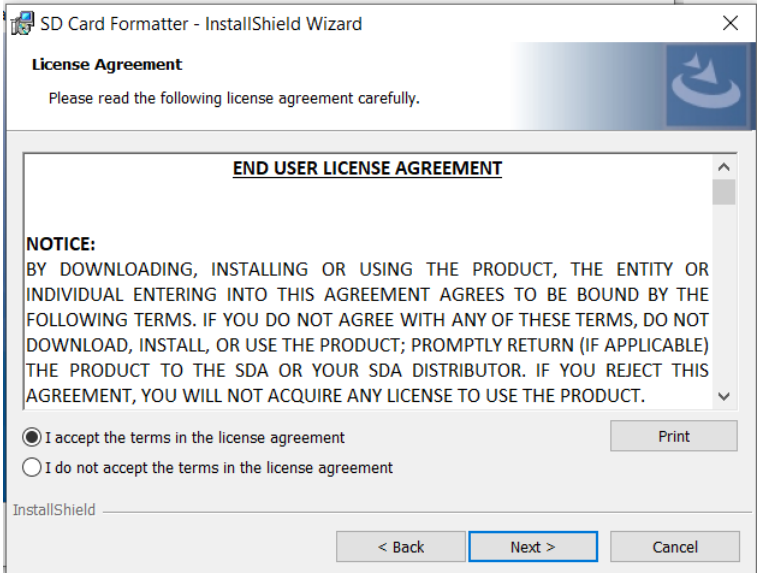 SD Card Formatter - InstallShield Wizard
License Agreement
Please read the following license agreement carefully.
END USER LICENSE AGREEMENT
NOTICE:
BY DOWNLOADING, INSTALLING OR USING THE PRODUCT, THE ENTITY OR
INDIVIDUAL ENTERING INTO THIS AGREEMENT AGREES TO BE BOUND BY THE
FOLLOWING TERMS. IF YOU DO NOT AGREE WITH ANY OF THESE TERMS, DO NOT
DOWNLOAD, INSTALL, OR USE THE PRODUCT; PROMPTLY RETURN (IF APPLICABLE)
THE PRODUCT TO THE SDA OR YOUR SDA DISTRIBUTOR. IF YOU REJECT THIS
AGREEMENT, YOU WILL NOT ACQUIRE ANY LICENSE TO USE THE PRODUCT.
I accept the terms in the license agreement
Print
I do not accept the terms in the license agreement
InstallShield
< Back
Next >
Cancel